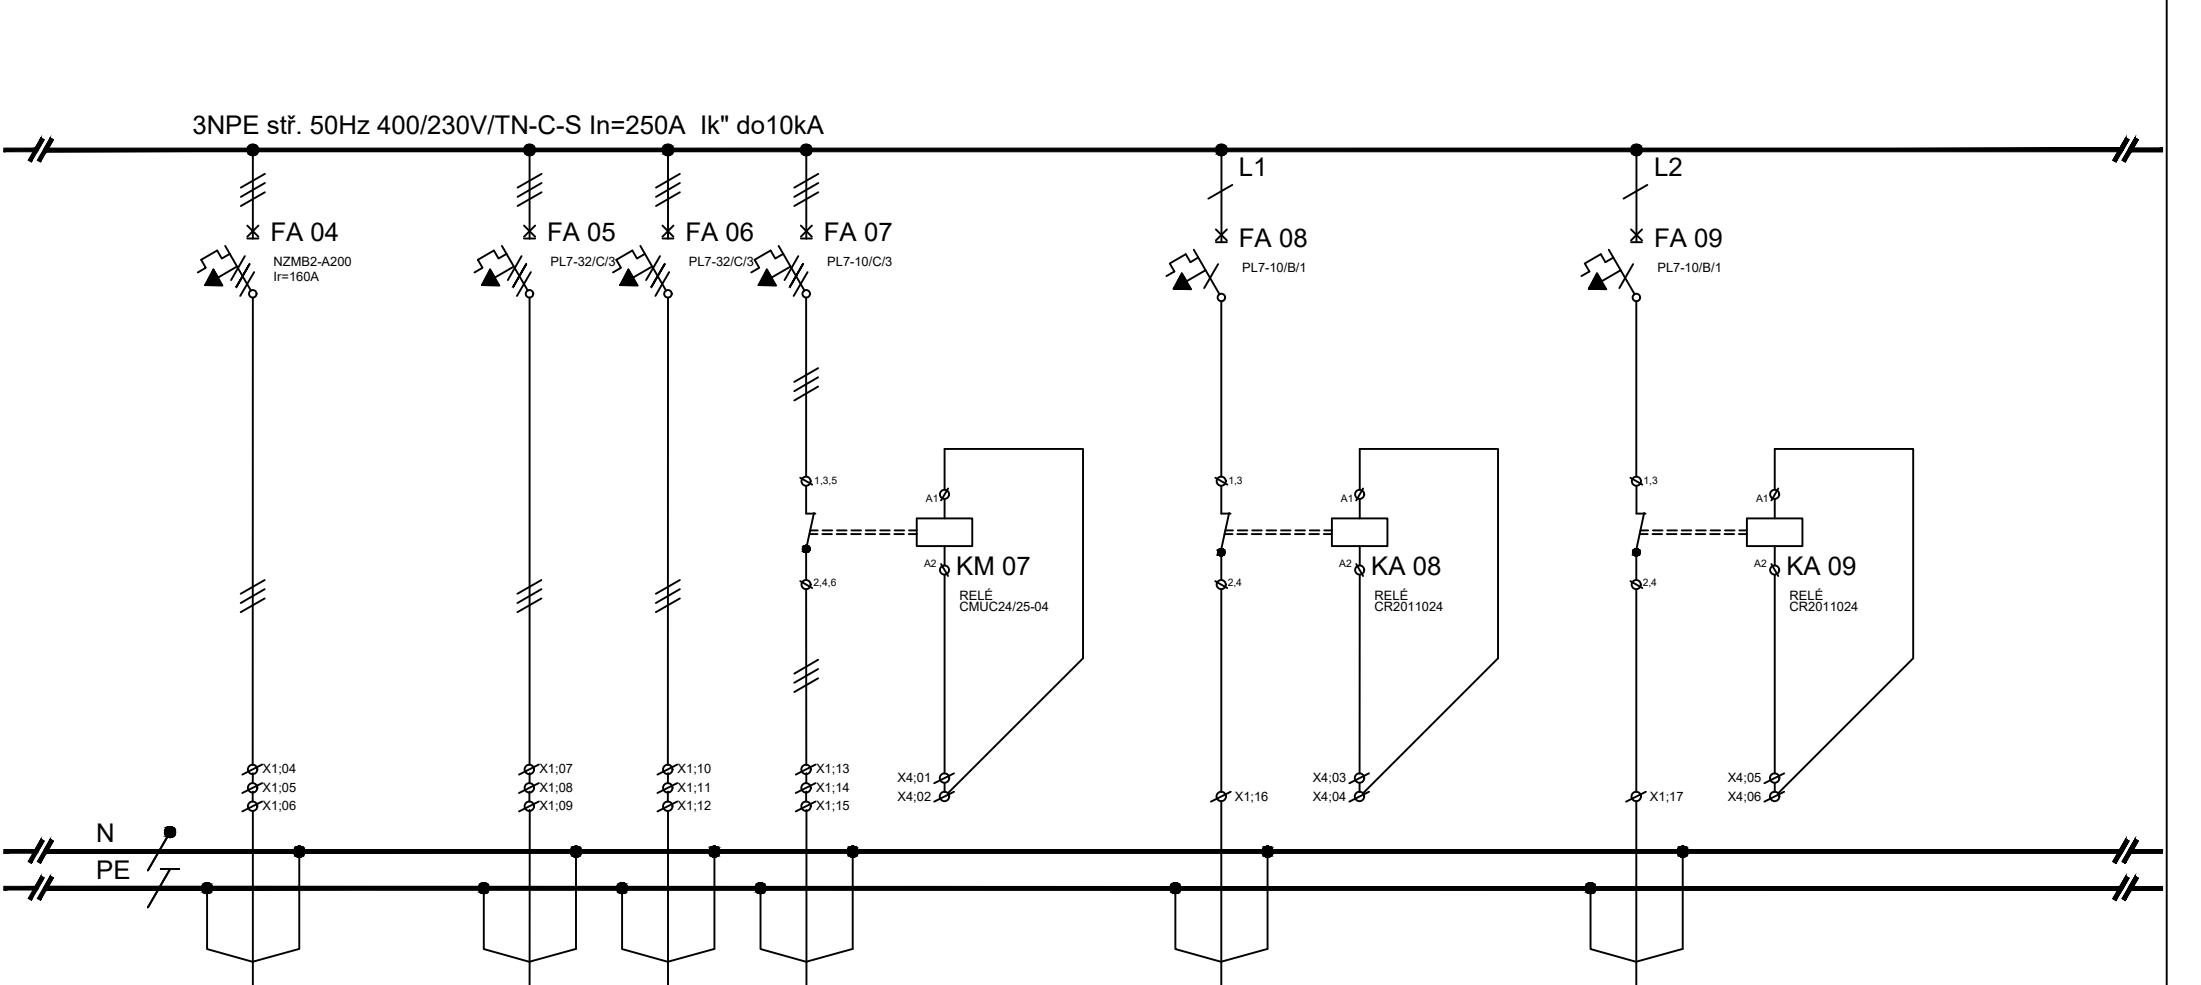 3NPE stř. 50Hz 400/230V/TN-C-S In=250A Ik" do10kA
L1
L2
FA 04
NZMB2-A200
Ir=160A
FA 05
PL7-32/C/3
FA 06
PL7-32/C/3
FA 07
PL7-10/C/3
FA 08
PL7-10/B/1
FA 09
PL7-10/B/1
1,3,5
A1
2,4,6
A2
KM 07
RELÉ
CMUC24/25-04
1,3
A1
2,4
A2
KA 08
RELÉ
CR2011024
1,3
A1
2,4
A2
KA 09
RELÉ
CR2011024
X1;04
X1;05
X1;06
X1;07
X1;08
X1;09
X1;10
X1;11
X1;12
X1;13
X1;14
X1;15
X4;01
X4;02
X1;16
X4;03
X4;04
X1;17
X4;05
X4;06
N
PE